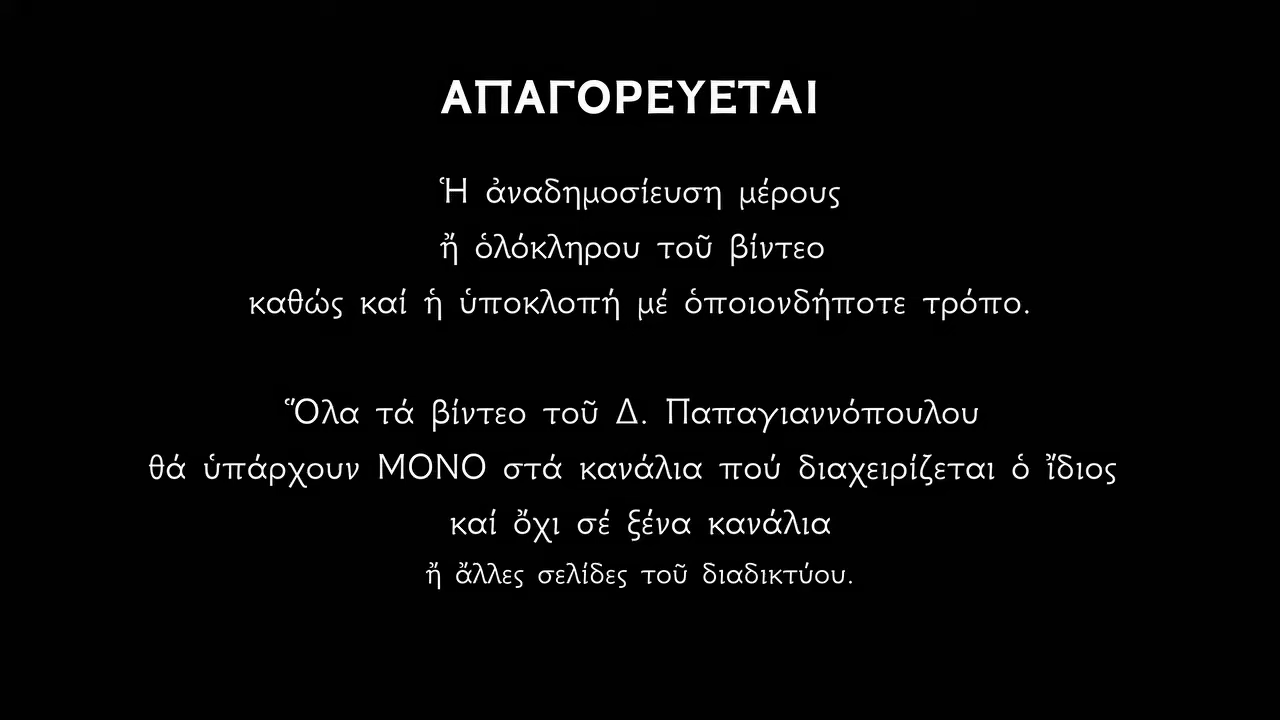 ΑΠΑΓΟΡΕΥΕΤΑΙ
Ἡ ἀναδημοσίευση μέρους
ἤ ὁλόκληρου τοῦ βίντεο
καθώς καί ἡ ὑποκλοπή μέ ὁποιονδήποτε τρόπο.
Ὅλα τά βίντεο τοῦ Δ. Παπαγιαννόπουλου
θά ὑπάρχουν ΜΟΝΟ στά κανάλια πού διαχειρίζεται ὁ ἴδιος
καί ὄχι σέ ξένα κανάλια
ἤ ἄλλες σελίδες τοῦ διαδικτύου.